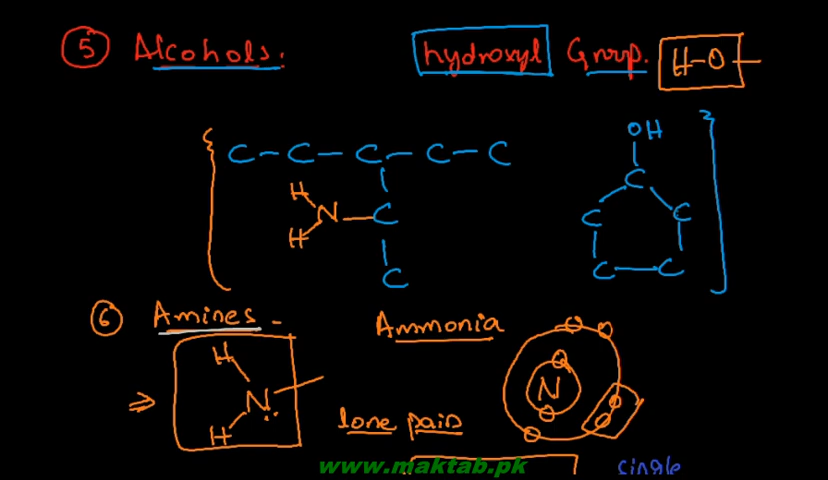 5 Alcohols: hydroxyl Group. H-O-
OH
C-C-C-C-C
C
H
N-C C C
H
C C-C
6 Amines- Ammonia
H
N
⇒ N:
lone pair
H
www.maktab.pk single